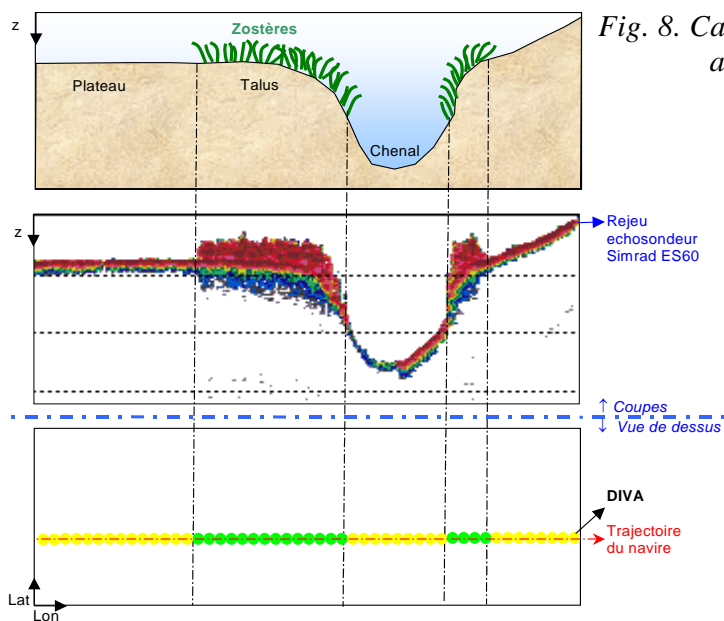 z
Zostères
Fig. 8. Ca
a
Plateau
Talus
Chenal
z
Rejeu
echosondeur
Simrad ES60
↑ Coupes
↓ Vue de dessus
DIVA
Trajectoire
du navire
Lat
Lon